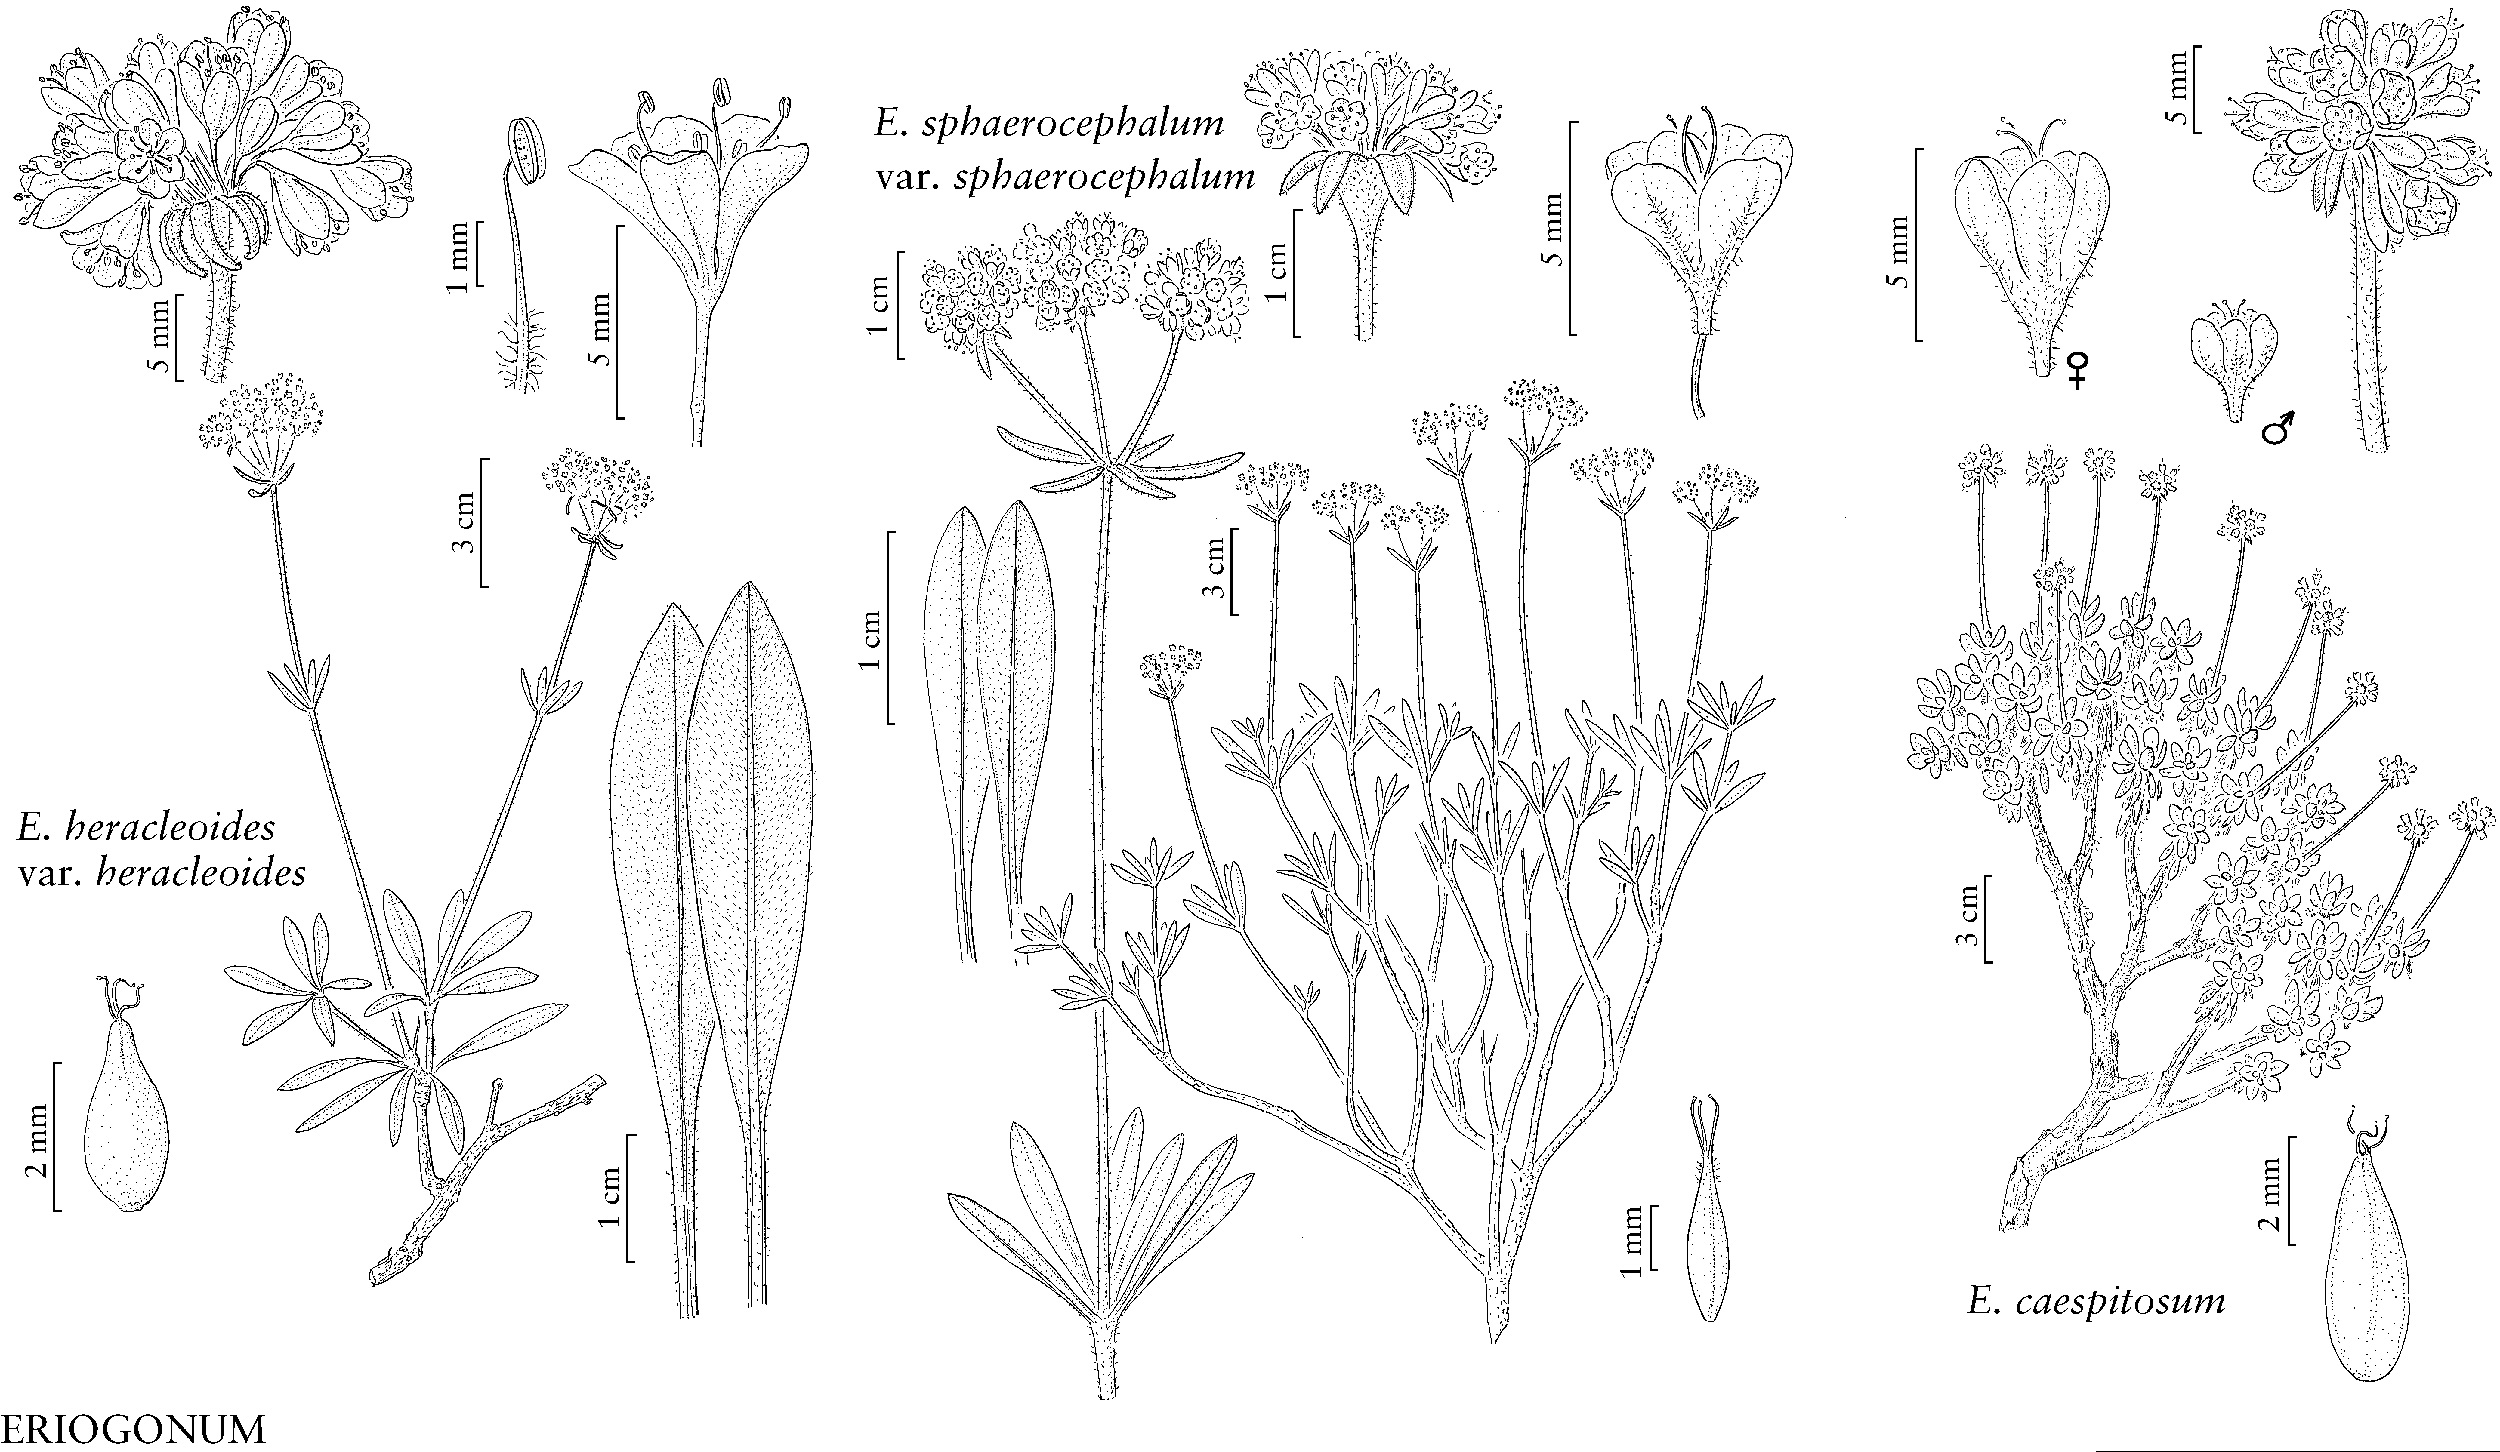 5 mm
1 mm
5 mm
E. sphaerocephalum
var. sphaerocephalum
1 cm
1 cm
5 mm
5 mm
♀
♂
5 mm
3 cm
1 cm
3 cm
E. heracleoides
var. heracleoides
2 mm
1 cm
1 mm
3 cm
2 mm
E. caespitosum
ERIOGONUM